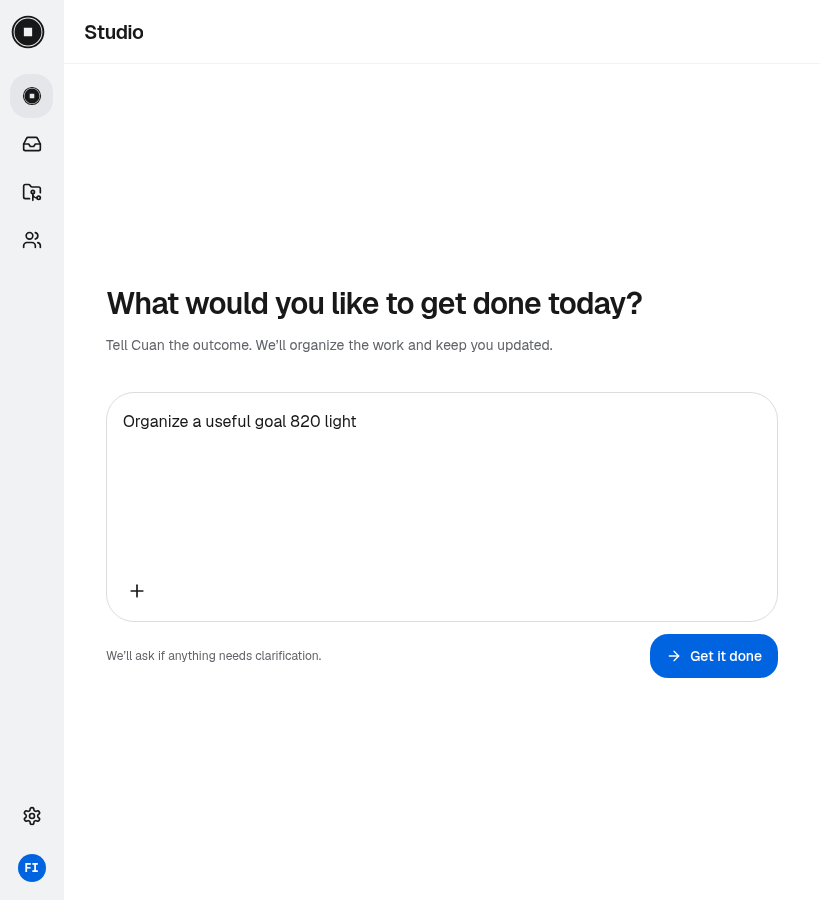 Studio
What would you like to get done today?
Tell Cuan the outcome. We’ll organize the work and keep you updated.
Organize a useful goal 820 light
We’ll ask if anything needs clarification.
Get it done
FI